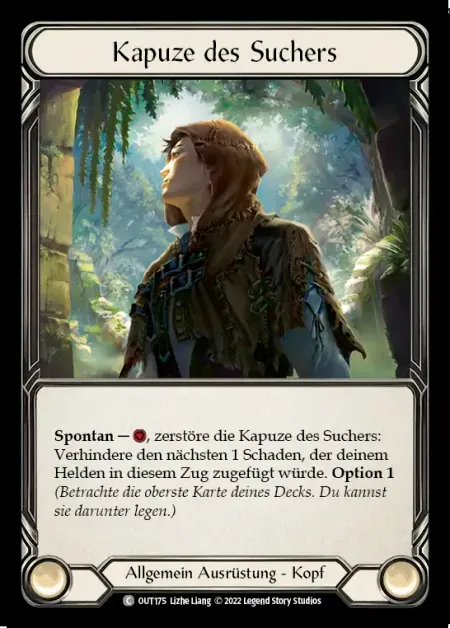 Kapuze des Suchers
Spontan — , zerstöre die Kapuze des Suchers:
Verhindere den nächsten 1 Schaden, der deinem
Helden in diesem Zug zugefügt würde. Option 1
(Betrachte die oberste Karte deines Decks. Du kannst
sie darunter legen.)
Allgemein Ausrüstung - Kopf
C OUT175 Lizhe Liang © 2022 Legend Story Studios